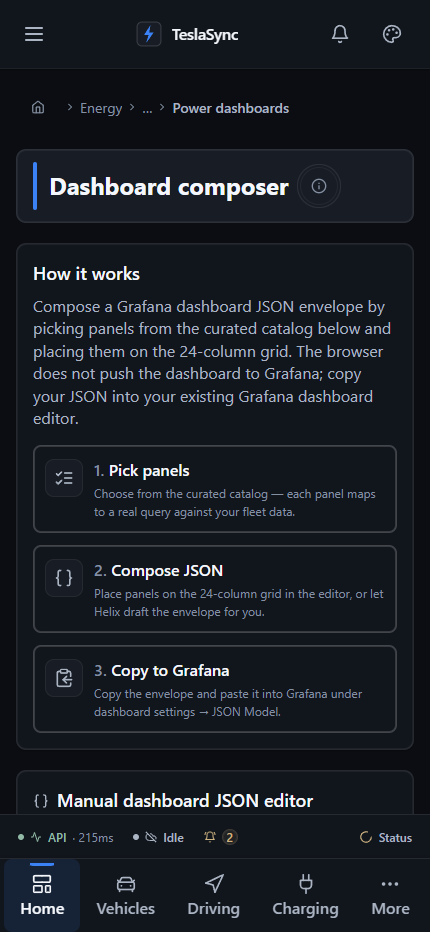 TeslaSync
Energy
...
Power dashboards
Dashboard composer
How it works
Compose a Grafana dashboard JSON envelope by
picking panels from the curated catalog below and
placing them on the 24-column grid. The browser
does not push the dashboard to Grafana; copy
your JSON into your existing Grafana dashboard
editor.
1. Pick panels
Choose from the curated catalog — each panel maps
to a real query against your fleet data.
2. Compose JSON
Place panels on the 24-column grid in the editor, or let
Helix draft the envelope for you.
3. Copy to Grafana
Copy the envelope and paste it into Grafana under
dashboard settings → JSON Model.
Manual dashboard JSON editor
API · 215ms
Idle
2
Status
Home
Vehicles
Driving
Charging
More